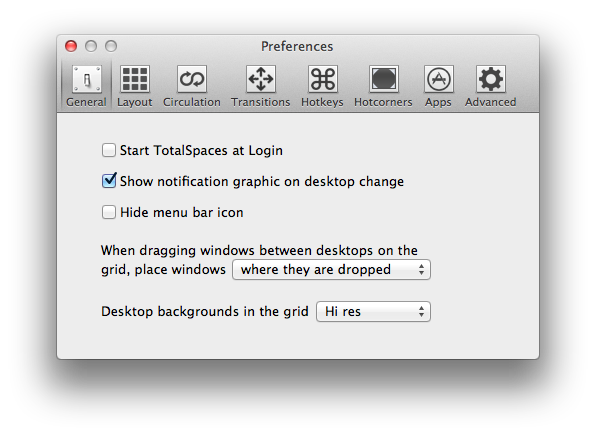 Preferences
General Layout Circulation Transitions Hotkeys Hotcorners Apps Advanced
Start TotalSpaces at Login
Show notification graphic on desktop change
Hide menu bar icon
When dragging windows between desktops on the
grid, place windows where they are dropped
Desktop backgrounds in the grid Hi res